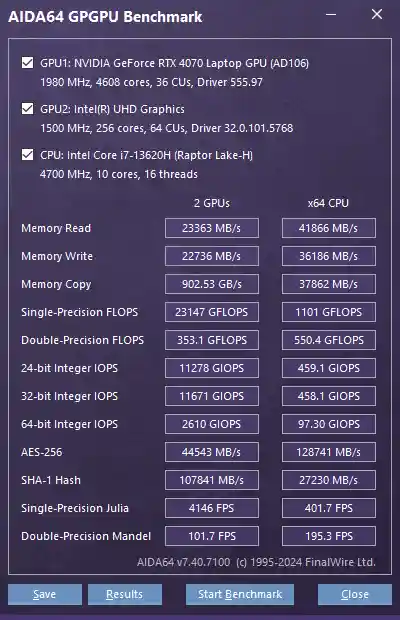 AIDA64 GPGPU Benchmark
GPU1: NVIDIA GeForce RTX 4070 Laptop GPU (AD106)
1980 MHz, 4608 cores, 36 CUs, Driver 555.97
GPU2: Intel(R) UHD Graphics
1500 MHz, 256 cores, 64 CUs, Driver 32.0.101.5768
CPU: Intel Core i7-13620H (Raptor Lake-H)
4700 MHz, 10 cores, 16 threads
2 GPUs x64 CPU
Memory Read 23363 MB/s 41866 MB/s
Memory Write 22736 MB/s 36186 MB/s
Memory Copy 902.53 GB/s 37862 MB/s
Single-Precision FLOPS 23147 GFLOPS 1101 GFLOPS
Double-Precision FLOPS 353.1 GFLOPS 550.4 GFLOPS
24-bit Integer IOPS 11278 GIOPS 459.1 GIOPS
32-bit Integer IOPS 11671 GIOPS 458.1 GIOPS
64-bit Integer IOPS 2610 GIOPS 97.30 GIOPS
AES-256 44543 MB/s 128741 MB/s
SHA-1 Hash 107841 MB/s 27230 MB/s
Single-Precision Julia 4146 FPS 401.7 FPS
Double-Precision Mandel 101.7 FPS 195.3 FPS
AIDA64 v7.40.7100 (c) 1995-2024 FinalWire Ltd.
Save Results Start Benchmark Close